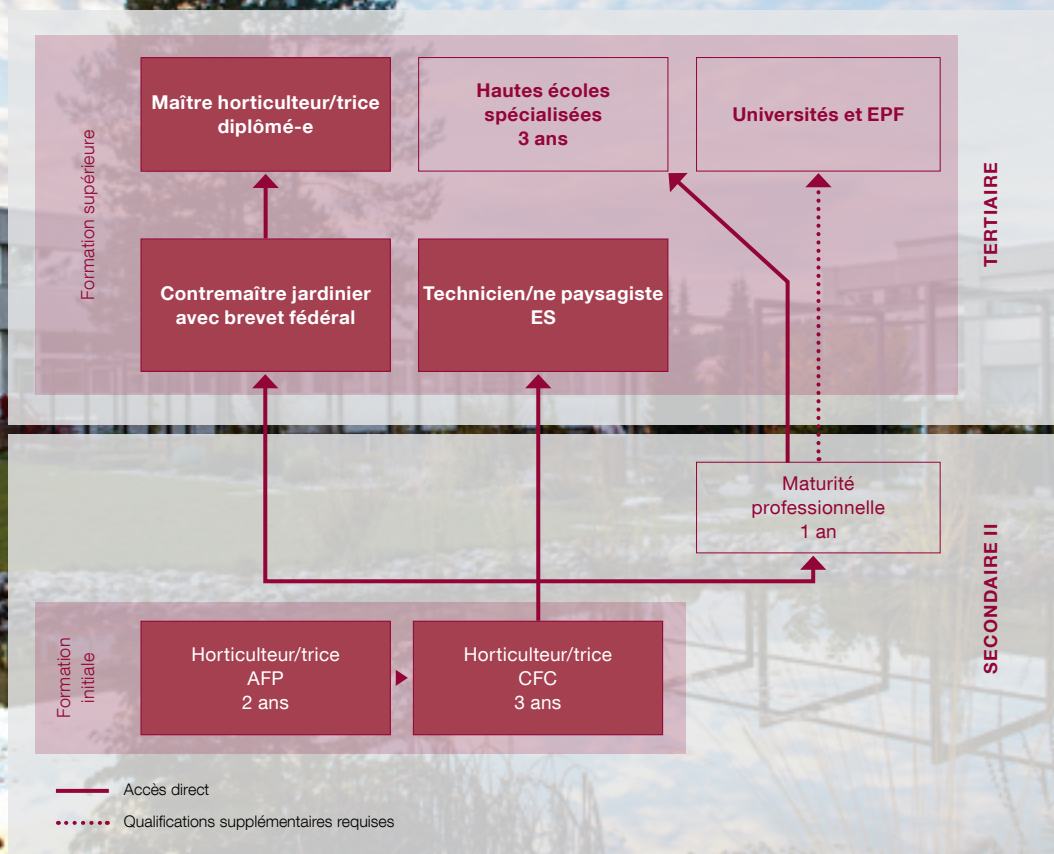 Maître horticulteur/trice
diplômé-e
Hautes écoles
spécialisées
3 ans
Universités et EPF
Formation supérieure
TERTIAIRE
Contremaître jardinier
avec brevet fédéral
Technicien/ne paysagiste
ES
Maturité
professionnelle
1 an
SECONDAIRE II
Formation
initiale
Horticulteur/trice
AFP
2 ans
Horticulteur/trice
CFC
3 ans
Accès direct
Qualifications supplémentaires requises